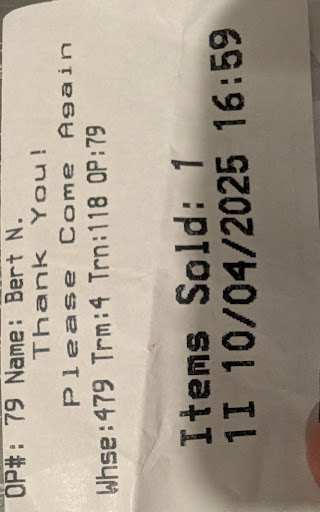 OP#: 79 Name: Bert N.
Thank You!
Please Come Again
Whse:479 Trm:4 Trn:118 OP:79
Items Sold: 1
1I 10/04/2025 16:59